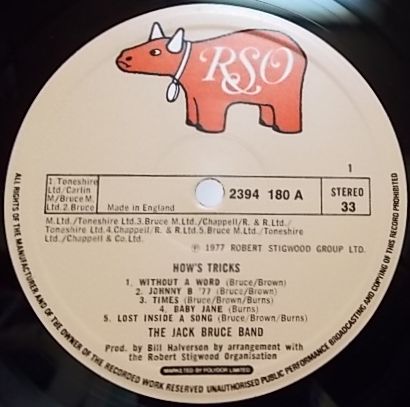 RSO
1
1. Toneshire
Ltd/Carlin
M/Bruce M.
Ltd.2.Bruce
Made in England
2394 180 A
STEREO
33
M.Ltd./Toneshire Ltd.3.Bruce M.Ltd./Chappell/R. & R.Ltd./
Toneshire Ltd.4.Chappell/R. & R.Ltd.5.Bruce M.Ltd./Toneshire
Ltd./Chappell & Co.Ltd.
℗ 1977 ROBERT STIGWOOD GROUP LTD.
HOW'S TRICKS
1. WITHOUT A WORD (Bruce/Brown)
2. JOHNNY B '77 (Bruce/Brown)
3. TIMES (Bruce/Brown/Burns)
4. BABY JANE (Burns)
5. LOST INSIDE A SONG (Bruce/Brown/Burns)
THE JACK BRUCE BAND
Prod. by Bill Halverson by arrangement with
the Robert Stigwood Organisation
MARKETED BY POLYDOR LIMITED
ALL RIGHTS OF THE MANUFACTURER AND OF THE OWNER OF THE RECORDED WORK RESERVED UNAUTHORISED PUBLIC PERFORMANCE BROADCASTING AND COPYING OF THIS RECORD PROHIBITED